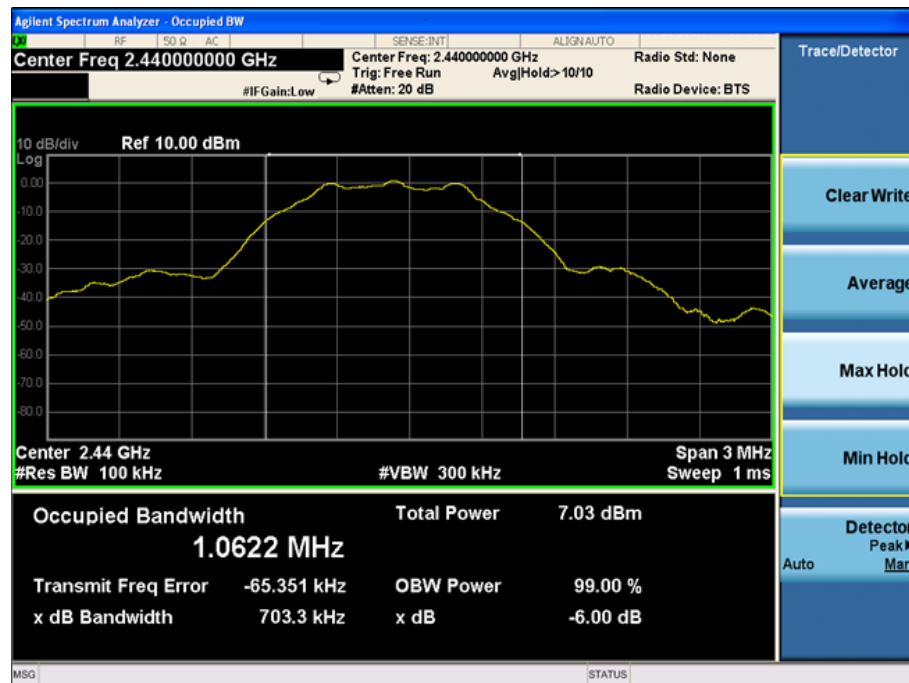 Agilent Spectrum Analyzer - Occupied BW
RF 50 Ω AC SENSE:INT ALIGN AUTO
Center Freq 2.440000000 GHz
Center Freq: 2.440000000 GHz
Radio Std: None
Trig: Free Run Avg|Hold:>10/10
#IFGain:Low
#Atten: 20 dB
Radio Device: BTS
Trace/Detector
10 dB/div Ref 10.00 dBm
Log
0.00
-10.0
-20.0
-30.0
-40.0
-50.0
-60.0
-70.0
-80.0
Center 2.44 GHz
Span 3 MHz
#Res BW 100 kHz
#VBW 300 kHz
Sweep 1 ms
Occupied Bandwidth
Total Power 7.03 dBm
1.0622 MHz
Transmit Freq Error -65.351 kHz
OBW Power 99.00 %
x dB Bandwidth 703.3 kHz
x dB -6.00 dB
Clear Write
Average
Max Hold
Min Hold
Detector
Peak
Auto Man
MSG
STATUS